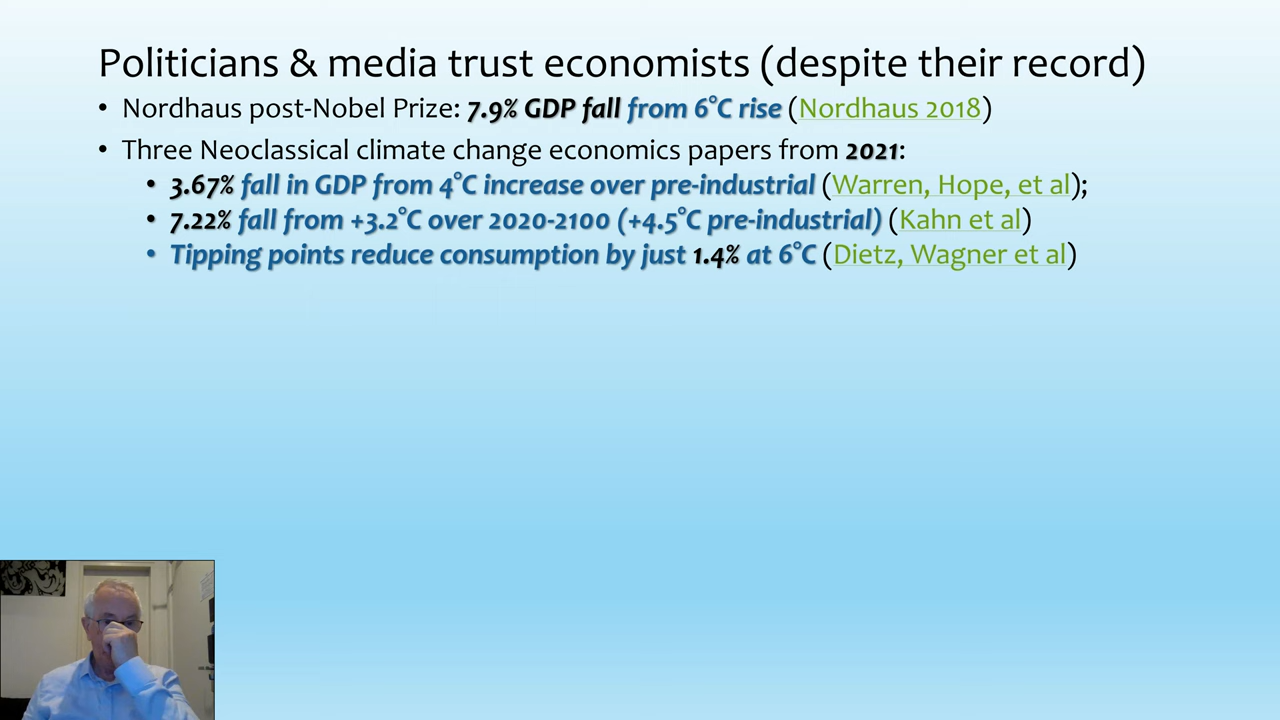 Politicians & media trust economists (despite their record)
• Nordhaus post-Nobel Prize: 7.9% GDP fall from 6°C rise (Nordhaus 2018)
• Three Neoclassical climate change economics papers from 2021:
• 3.67% fall in GDP from 4°C increase over pre-industrial (Warren, Hope, et al);
• 7.22% fall from +3.2°C over 2020-2100 (+4.5°C pre-industrial) (Kahn et al)
• Tipping points reduce consumption by just 1.4% at 6°C (Dietz, Wagner et al)